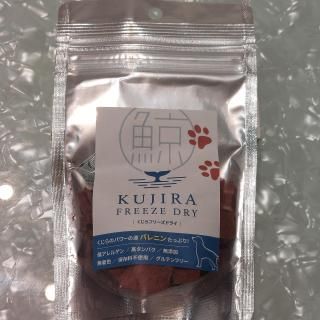 鯨
KUJIRA
FREEZE DRY
[ くじらフリーズドライ ]
くじらのパワーの源 バレニン たっぷり!
低アレルゲン / 高タンパク / 無添加
無着色 / 保存料不使用 / グルテンフリー